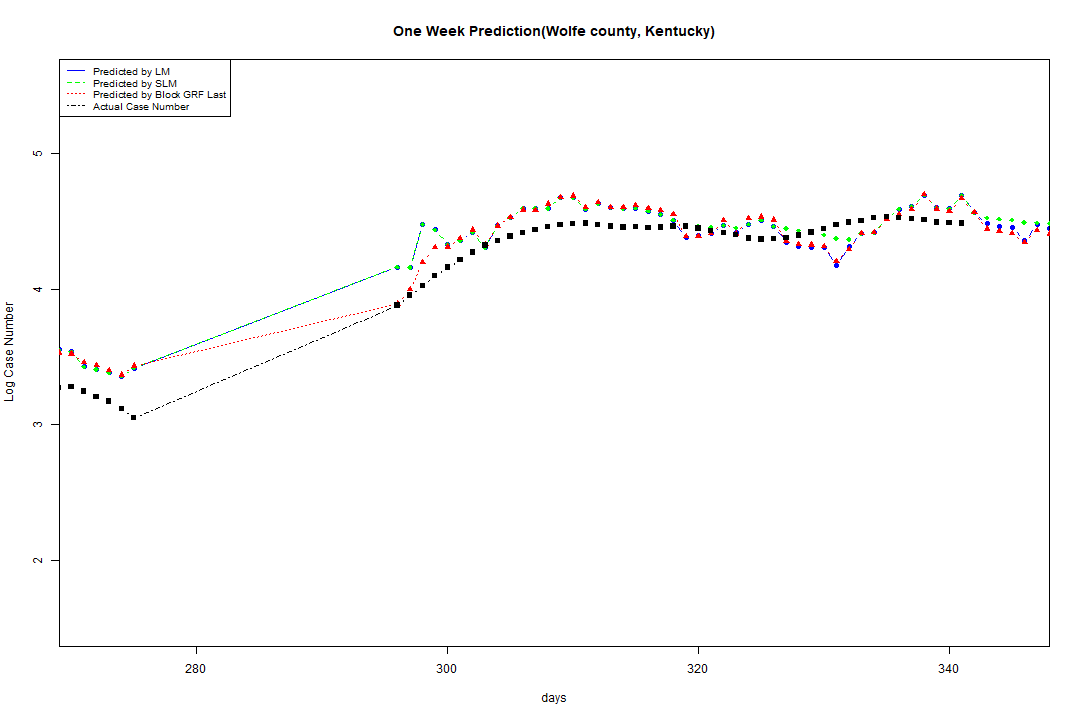 One Week Prediction(Wolfe county, Kentucky)
Predicted by LM
Predicted by SLM
Predicted by Block GRF Last
Actual Case Number
5
4
3
2
Log Case Number
280 300 320 340
days